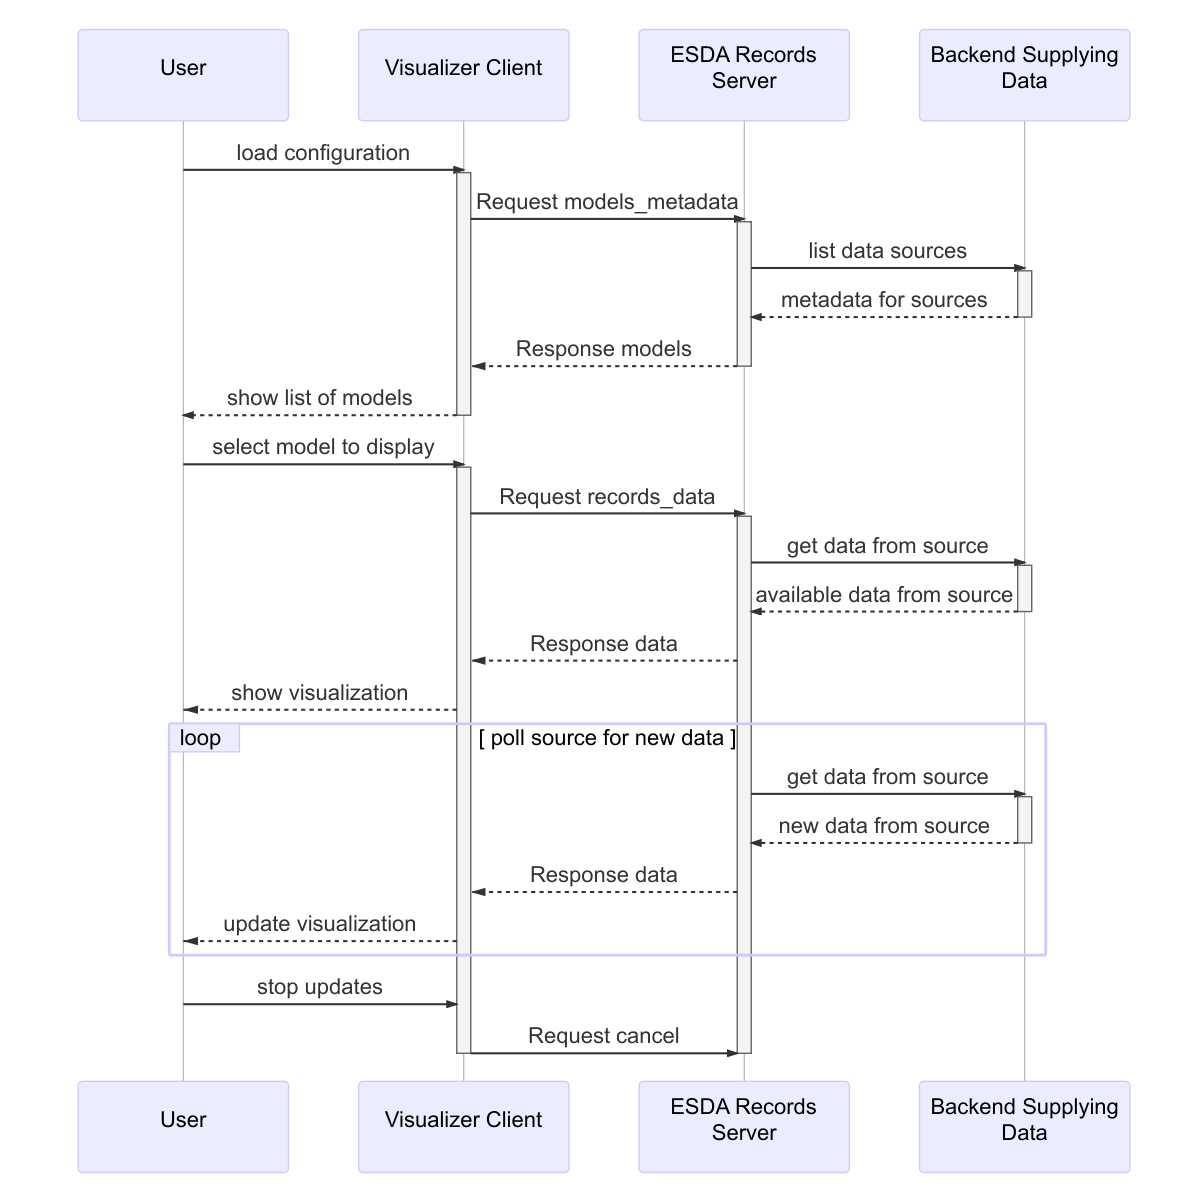 User
Visualizer Client
ESDA Records
Server
Backend Supplying
Data
load configuration
Request models_metadata
list data sources
metadata for sources
Response models
show list of models
select model to display
Request records_data
get data from source
available data from source
Response data
show visualization
loop
[ poll source for new data ]
get data from source
new data from source
Response data
update visualization
stop updates
Request cancel
User
Visualizer Client
ESDA Records
Server
Backend Supplying
Data